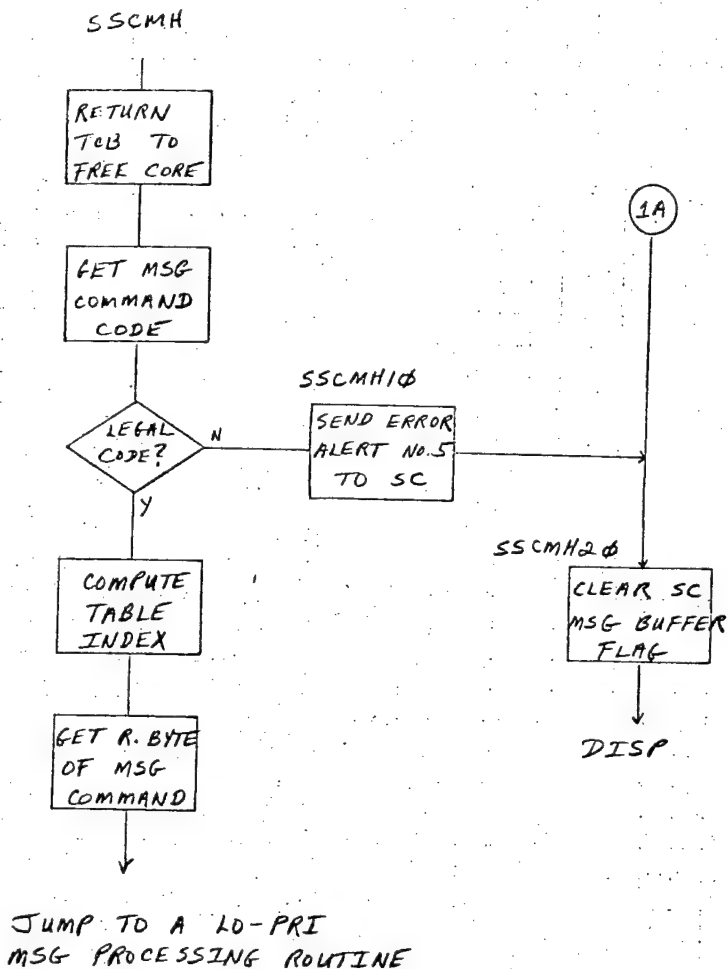 SSCMH
RETURN
TCB TO
FREE CORE
GET MSG
COMMAND
CODE
LEGAL
CODE?
N
Y
SSCMH1φ
SEND ERROR
ALERT NO.5
TO SC
1A
SSCMH2φ
CLEAR SC
MSG BUFFER
FLAG
DISP
COMPUTE
TABLE
INDEX
GET R. BYTE
OF MSG
COMMAND
JUMP TO A LO-PRI
MSG PROCESSING ROUTINE